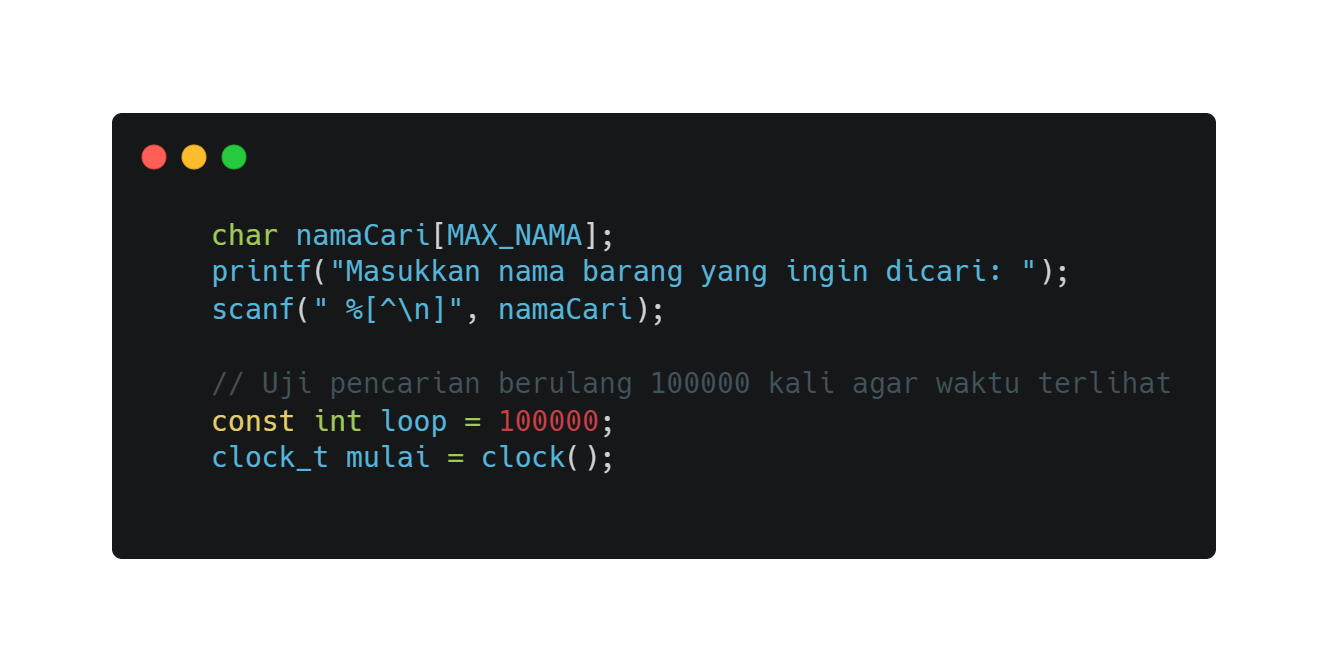 char namaCari[MAX_NAMA];
printf("Masukkan nama barang yang ingin dicari: ");
scanf(" %[^\n]", namaCari);
// Uji pencarian berulang 100000 kali agar waktu terlihat
const int loop = 100000;
clock_t mulai = clock();